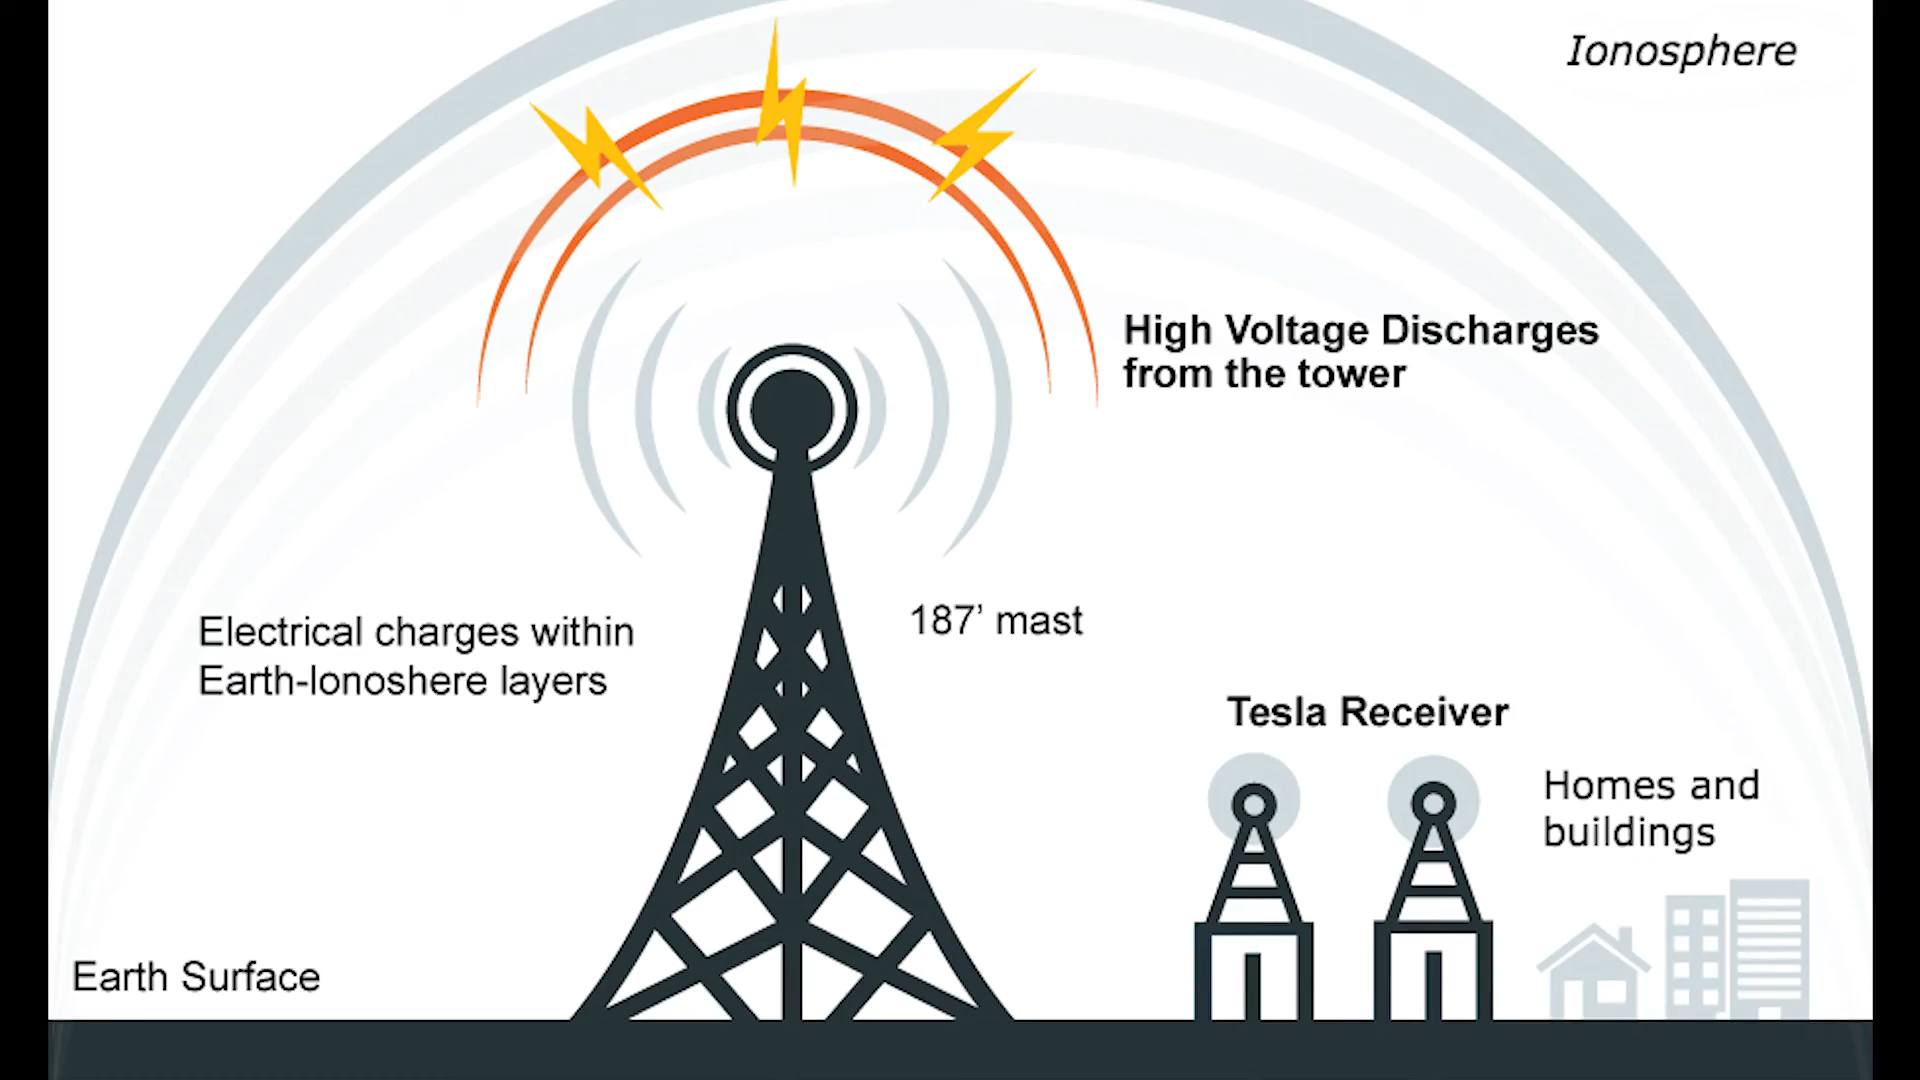 Ionosphere
High Voltage Discharges
from the tower
187’ mast
Electrical charges within
Earth-Ionoshere layers
Tesla Receiver
Homes and
buildings
Earth Surface